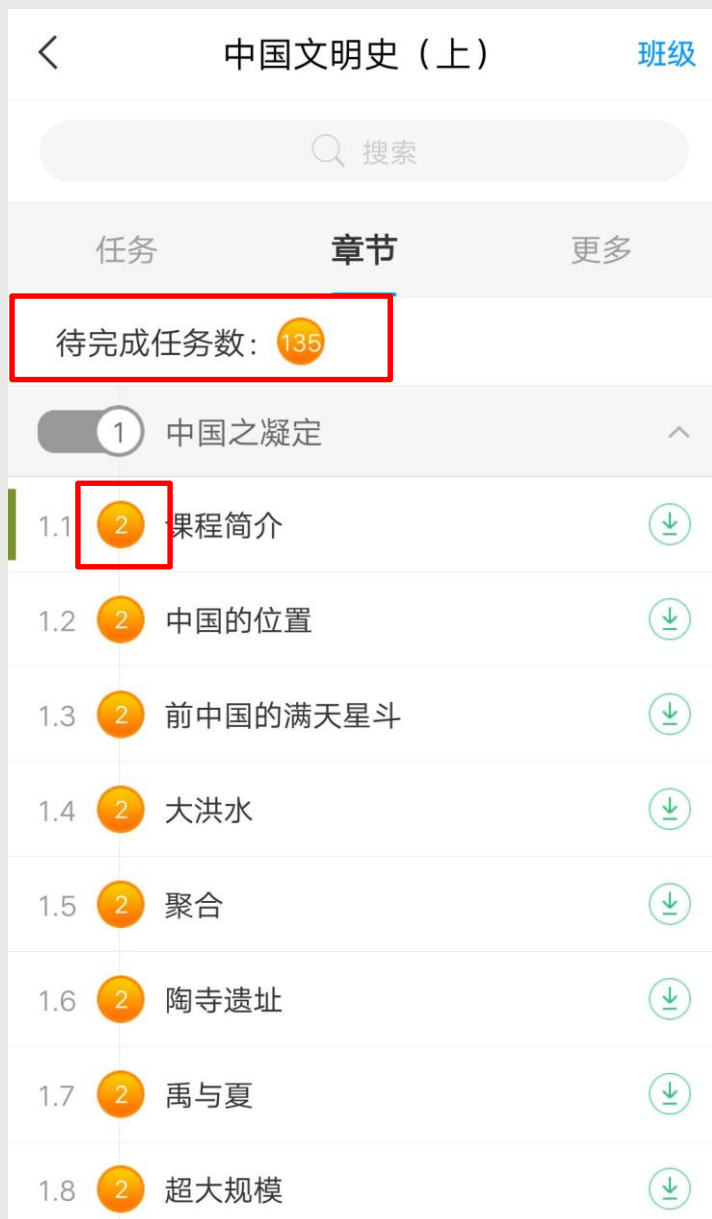 中国文明史（上） 班级
搜索
任务 章节 更多
待完成任务数： 135
1 中国之凝定
1.1 2 课程简介
1.2 2 中国的位置
1.3 2 前中国的满天星斗
1.4 2 大洪水
1.5 2 聚合
1.6 2 陶寺遗址
1.7 2 禹与夏
1.8 2 超大规模